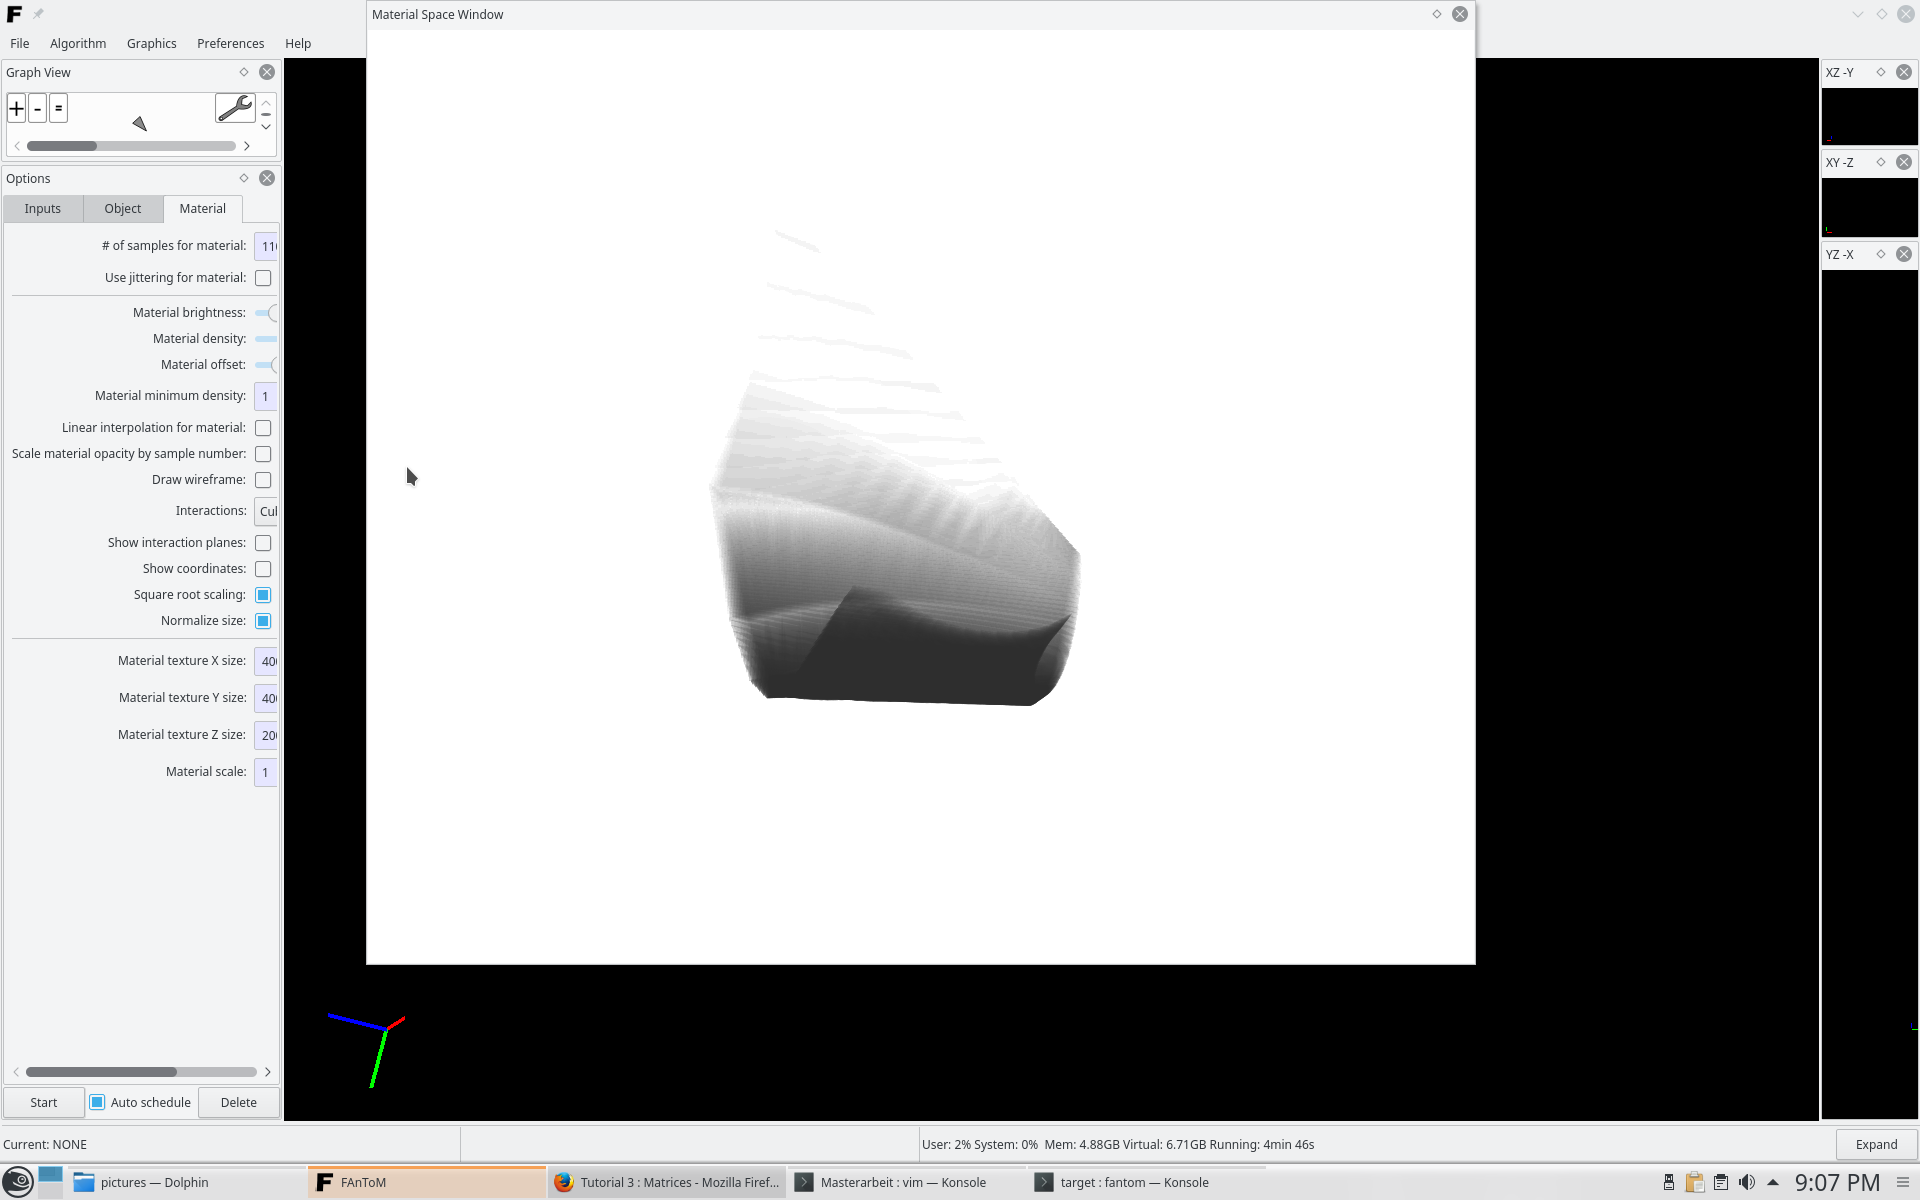 Material Space Window
File Algorithm Graphics Preferences Help
Graph View
+ - =
Options
Inputs Object Material
# of samples for material:
Use jittering for material:
Material brightness:
Material density:
Material offset:
Material minimum density: 1
Linear interpolation for material:
Scale material opacity by sample number:
Draw wireframe:
Interactions:
Show interaction planes:
Show coordinates:
Square root scaling:
Normalize size:
Material texture X size:
Material texture Y size:
Material texture Z size:
Material scale: 1
Start Auto schedule Delete
XZ -Y
XY -Z
YZ -X
Current: NONE
User: 2% System: 0% Mem: 4.88GB Virtual: 6.71GB Running: 4min 46s
Expand
pictures — Dolphin
FAnToM
Tutorial 3 : Matrices - Mozilla Firef...
Masterarbeit : vim — Konsole
target : fantom — Konsole
9:07 PM